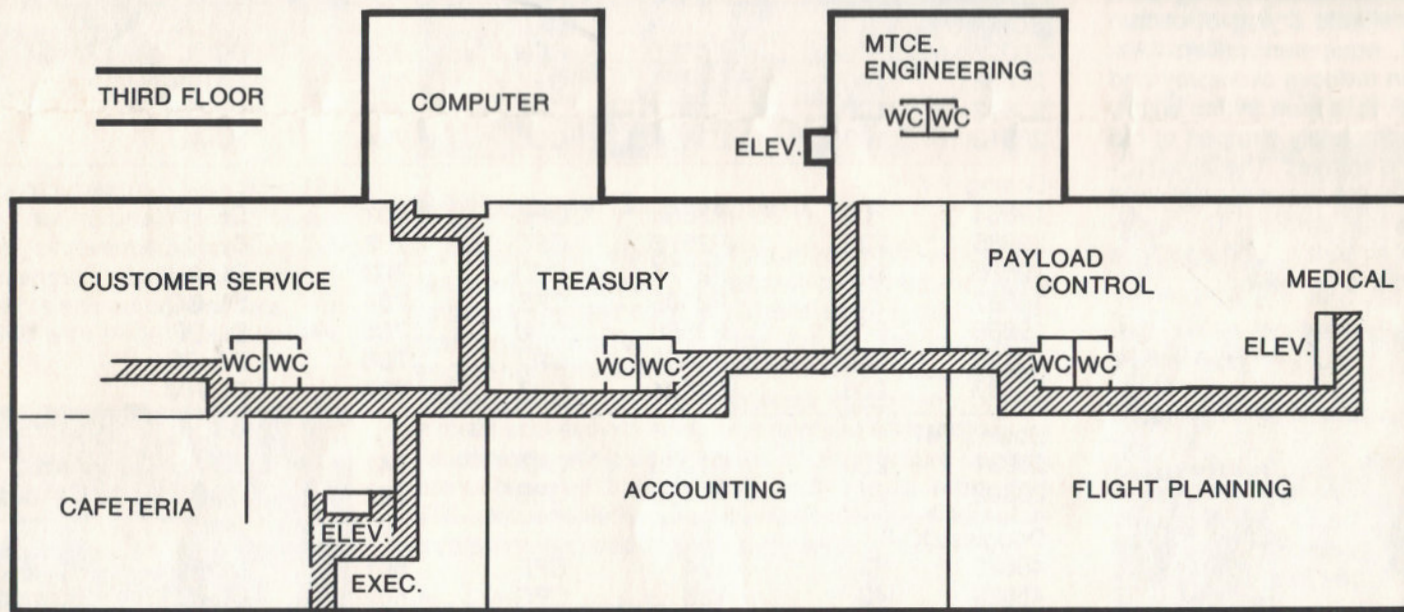 THIRD FLOOR
COMPUTER
MTCE.
ENGINEERING
WC WC
ELEV.
CUSTOMER SERVICE
TREASURY
PAYLOAD
CONTROL
MEDICAL
WC WC
WC WC
WC WC
ELEV.
CAFETERIA
ELEV.
EXEC.
ACCOUNTING
FLIGHT PLANNING